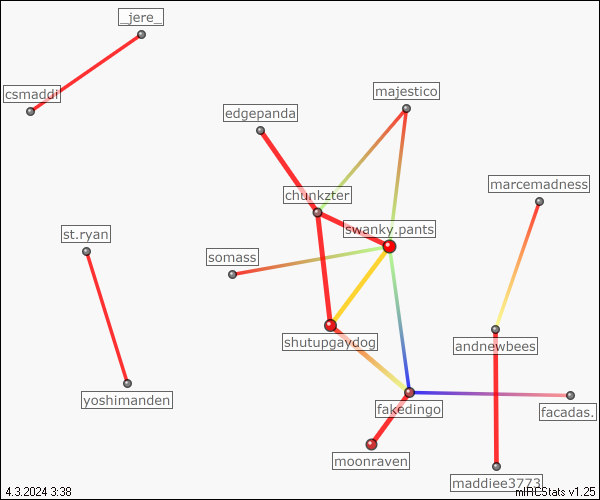 _jere_
csmaddi
majestico
edgepanda
marcemadness
chunkzter
swanky.pants
st.ryan
somass
shutupgaydog
andnewbees
yoshimanden
fakedingo
facadas.
moonraven
maddiee3773
4.3.2024 3:38
mIRCStats v1.25